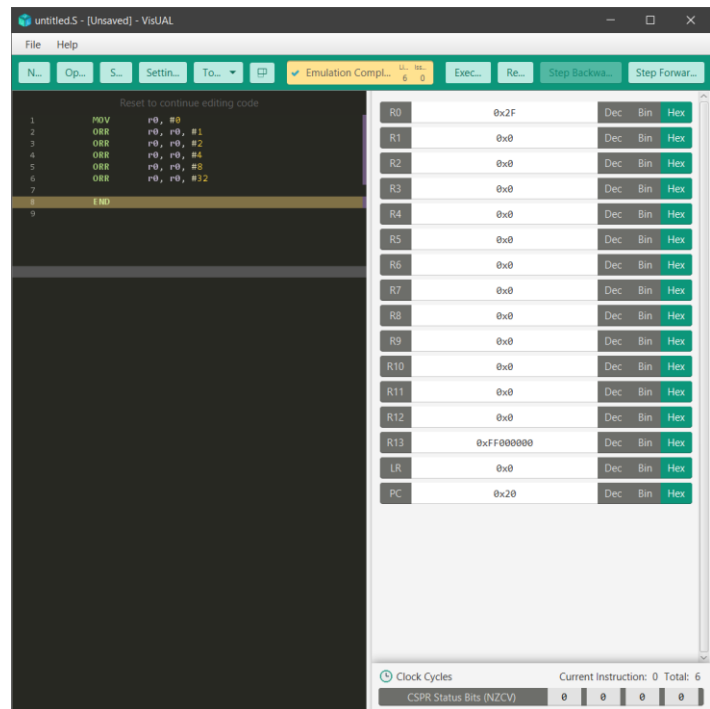 untitled.S - [Unsaved] - VisUAL
File Help
N... Op... S... Settin... To... Emulation Compl... Li... Iss... 6 0 Exec... Re... Step Backwa... Step Forwar...
Reset to continue editing code
1 MOV r0, #0
2 ORR r0, r0, #1
3 ORR r0, r0, #2
4 ORR r0, r0, #4
5 ORR r0, r0, #8
6 ORR r0, r0, #32
7
8 END
9
R0 0x2F Dec Bin Hex
R1 0x0 Dec Bin Hex
R2 0x0 Dec Bin Hex
R3 0x0 Dec Bin Hex
R4 0x0 Dec Bin Hex
R5 0x0 Dec Bin Hex
R6 0x0 Dec Bin Hex
R7 0x0 Dec Bin Hex
R8 0x0 Dec Bin Hex
R9 0x0 Dec Bin Hex
R10 0x0 Dec Bin Hex
R11 0x0 Dec Bin Hex
R12 0x0 Dec Bin Hex
R13 0xFF000000 Dec Bin Hex
LR 0x0 Dec Bin Hex
PC 0x20 Dec Bin Hex
Clock Cycles Current Instruction: 0 Total: 6
CSPR Status Bits (NZCV) 0 0 0 0